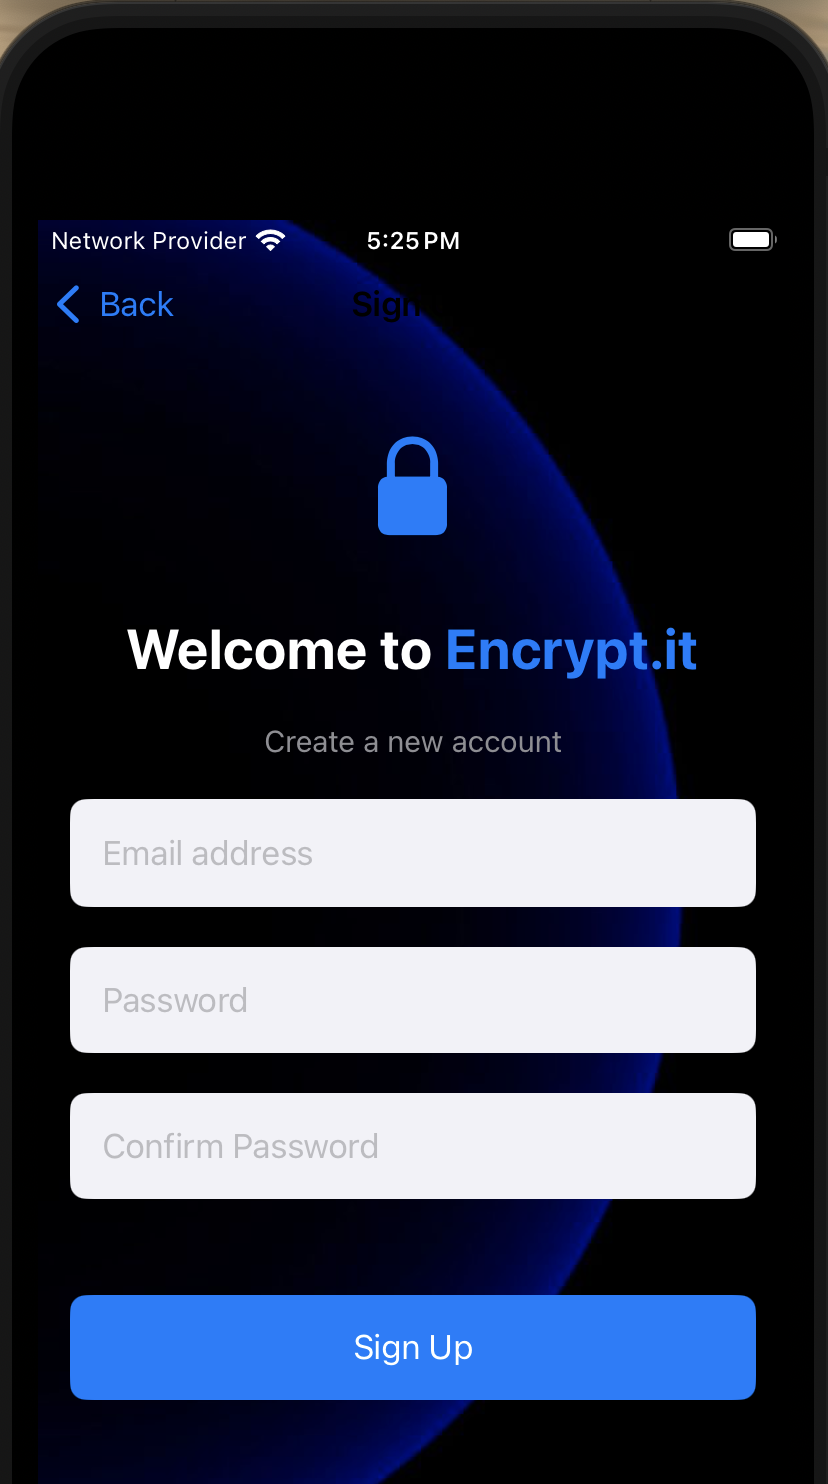 Network Provider 5:25 PM
Back Sign
Welcome to Encrypt.it
Create a new account
Email address
Password
Confirm Password
Sign Up